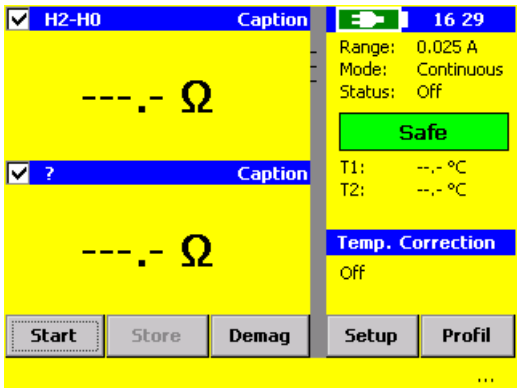 H2-H0 Caption
---.- Ω
? Caption
---.- Ω
16 29
Range: 0.025 A
Mode: Continuous
Status: Off
Safe
T1: --.- °C
T2: --.- °C
Temp. Correction
Off
Start Store Demag Setup Profil
...